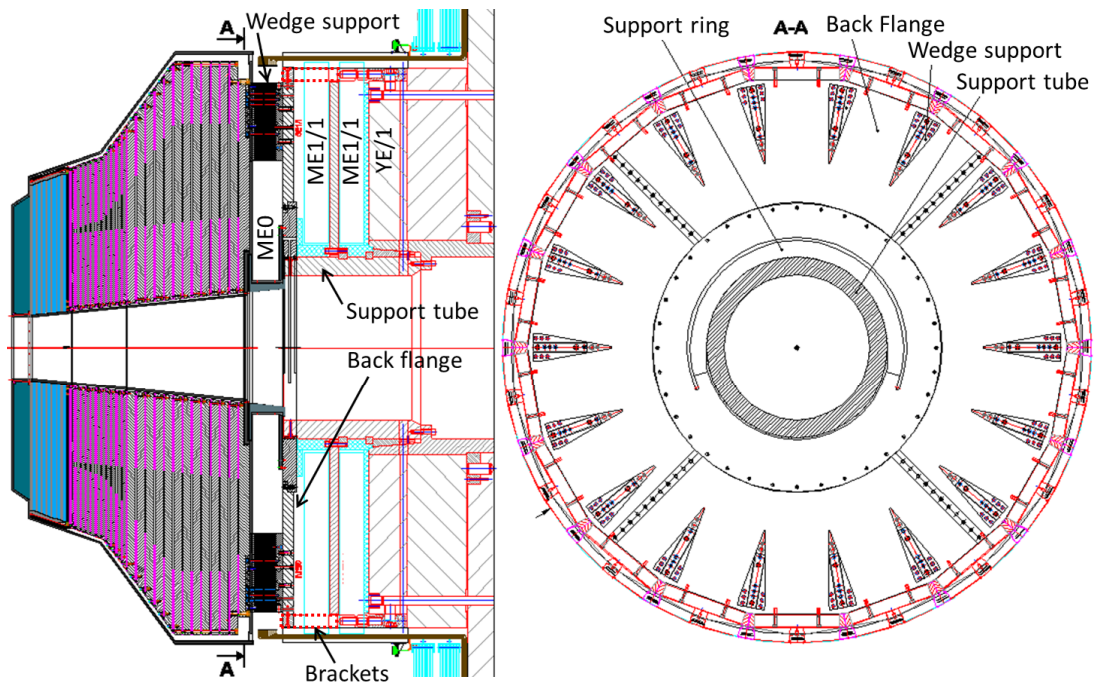 A
Wedge support
ME1/1
ME1/1
YE/1
ME0
Support tube
Back flange
A
Brackets
Support ring
A-A
Back Flange
Wedge support
Support tube